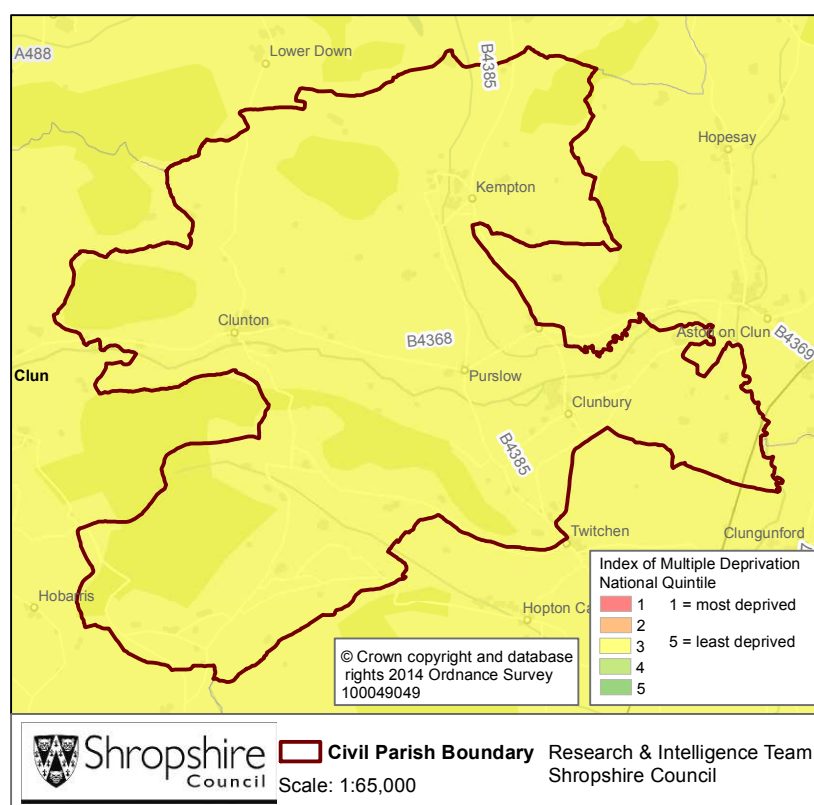 A488
Lower Down
B4385
Hopesay
Kempton
Clunton
B4368
Aston on Clun
B4369
Clun
Purslow
Clunbury
B4385
Twitchen
Clungunford
Hobarris
Hopton
Index of Multiple Deprivation
National Quintile
1 1 = most deprived
2
3 5 = least deprived
4
5
© Crown copyright and database
rights 2014 Ordnance Survey
100049049
Shropshire
Council
Civil Parish Boundary
Scale: 1:65,000
Research & Intelligence Team
Shropshire Council